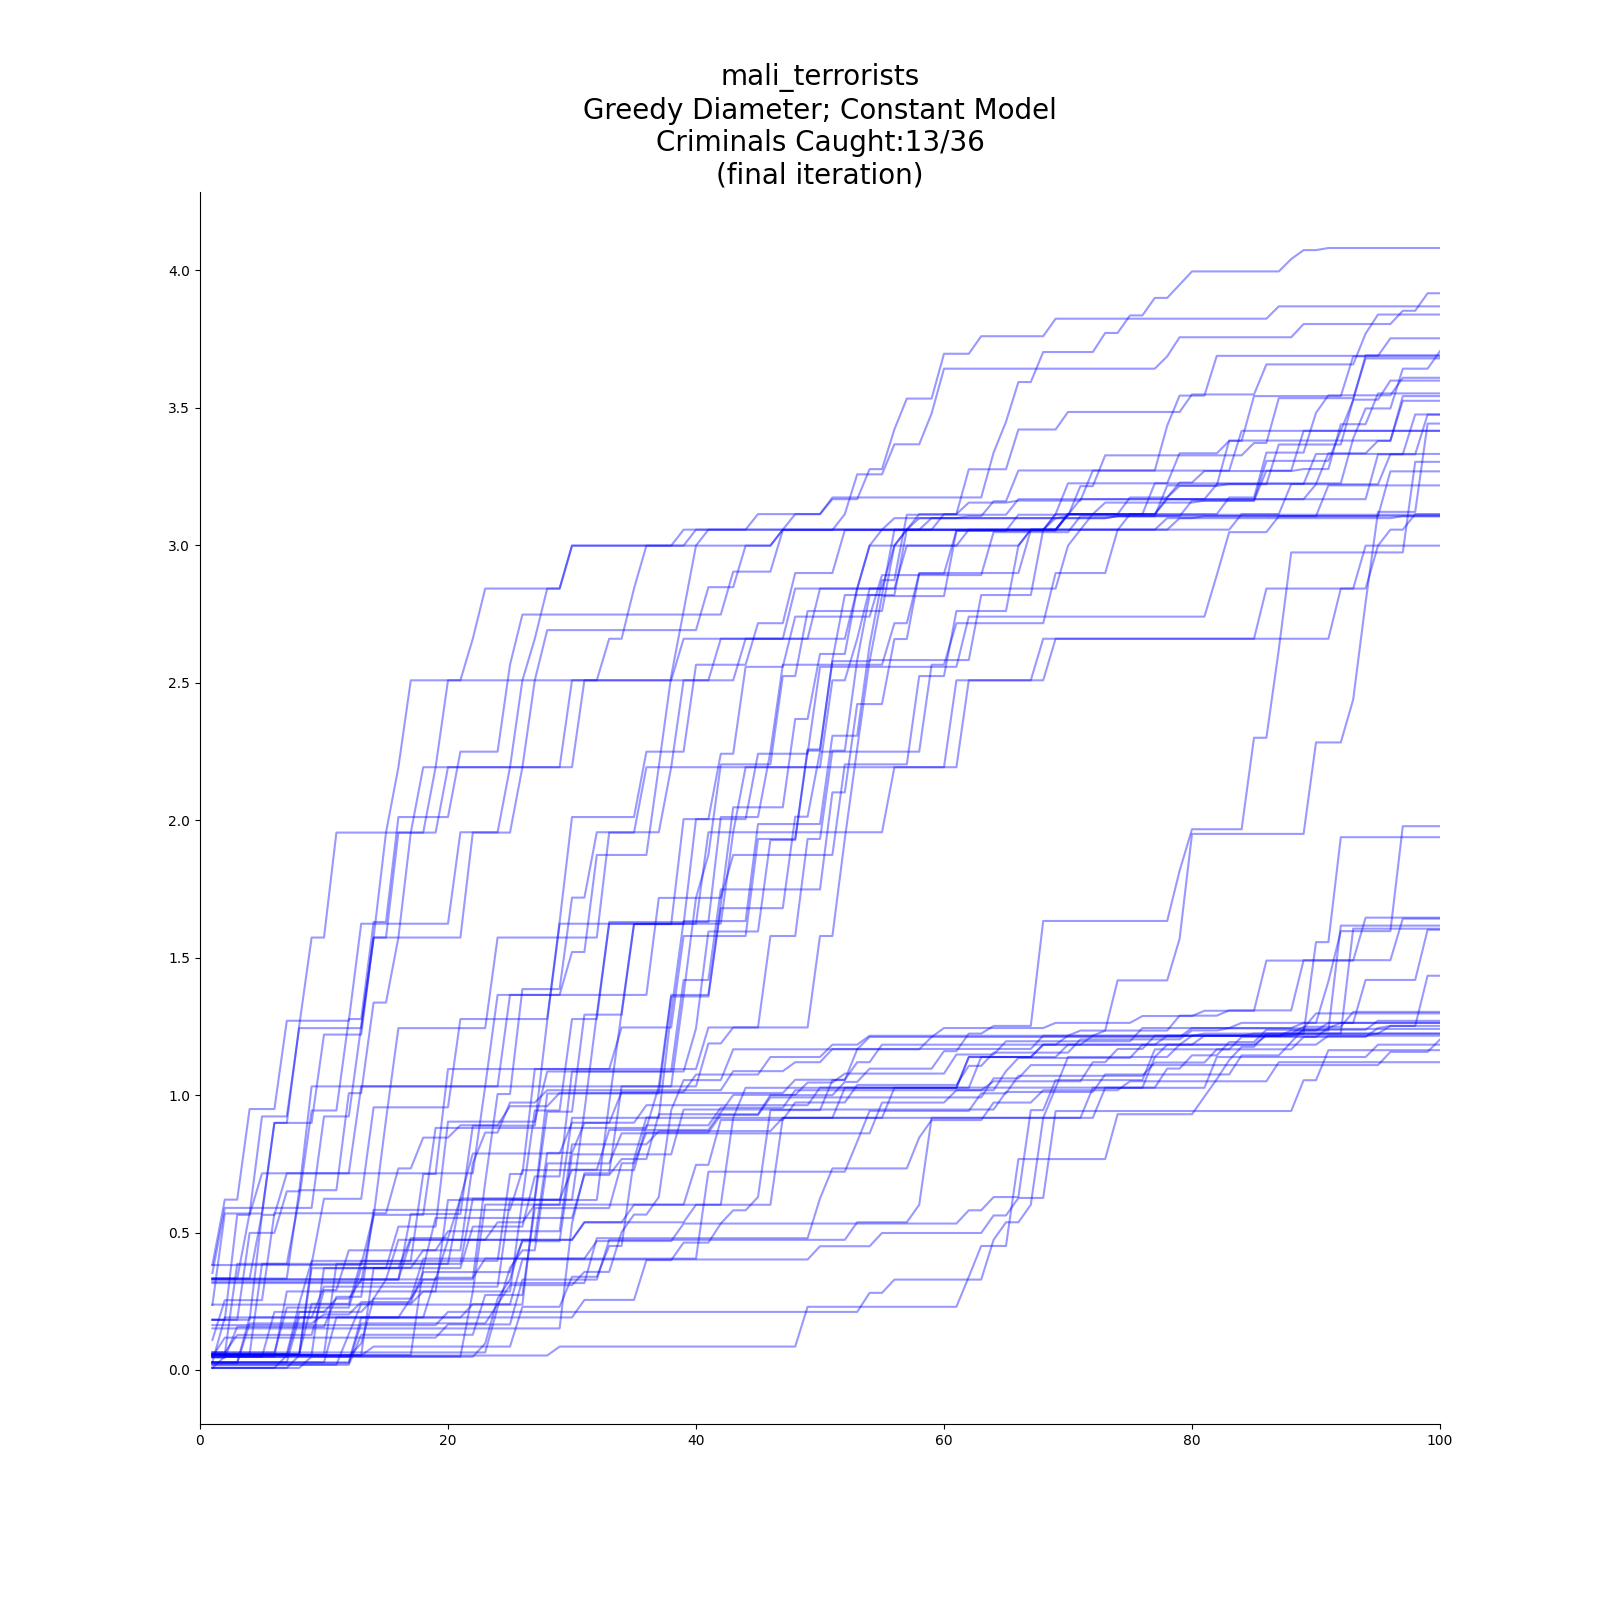 mali_terrorists
Greedy Diameter; Constant Model
Criminals Caught:13/36
(final iteration)
4.0
3.5
3.0
2.5
2.0
1.5
1.0
0.5
0.0
0 20 40 60 80 100